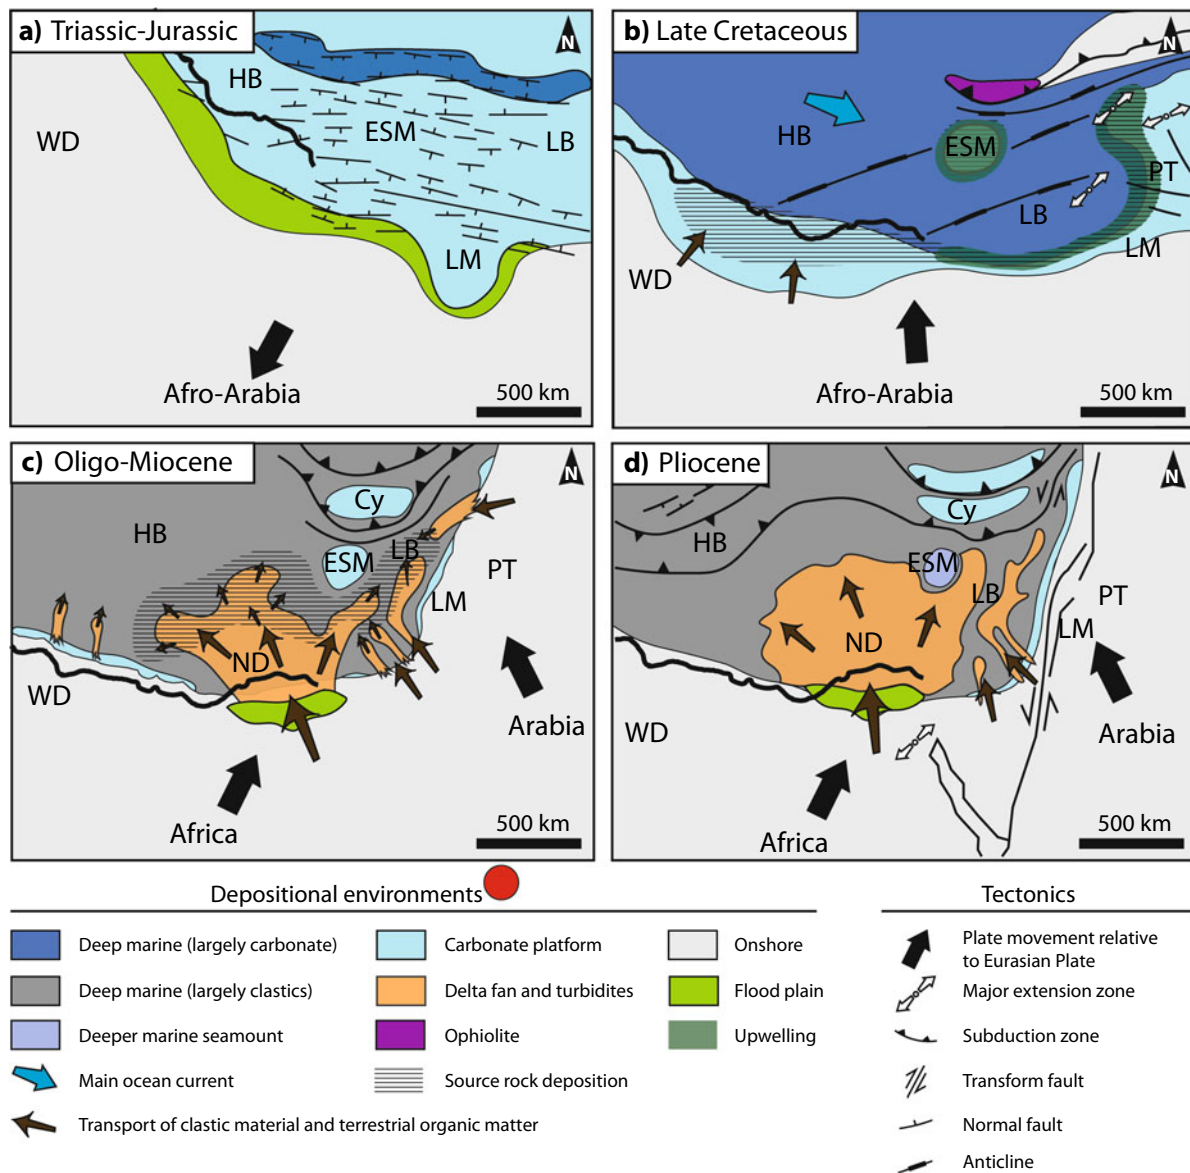 a) Triassic-Jurassic
N
HB
WD
ESM
LB
LM
Afro-Arabia
500 km
b) Late Cretaceous
N
HB
ESM
PT
LB
LM
WD
Afro-Arabia
500 km
c) Oligo-Miocene
N
Cy
HB
LB
ESM
PT
LM
ND
WD
Arabia
Africa
500 km
d) Pliocene
N
Cy
HB
ESM
LB
PT
LM
ND
WD
Arabia
Africa
500 km
Depositional environments
Deep marine (largely carbonate)
Carbonate platform
Onshore
Deep marine (largely clastics)
Delta fan and turbidites
Flood plain
Deeper marine seamount
Ophiolite
Upwelling
Main ocean current
Source rock deposition
Transport of clastic material and terrestrial organic matter
Tectonics
Plate movement relative
to Eurasian Plate
Major extension zone
Subduction zone
Transform fault
Normal fault
Anticline